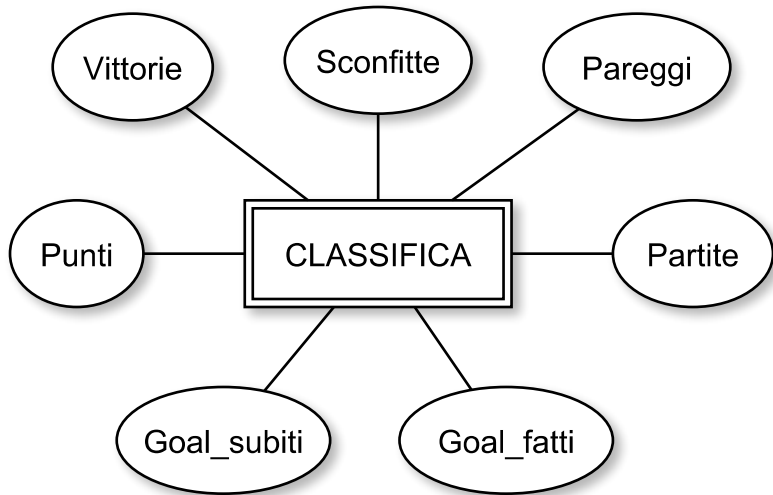 Vittorie
Sconfitte
Pareggi
Punti
CLASSIFICA
Partite
Goal_subiti
Goal_fatti